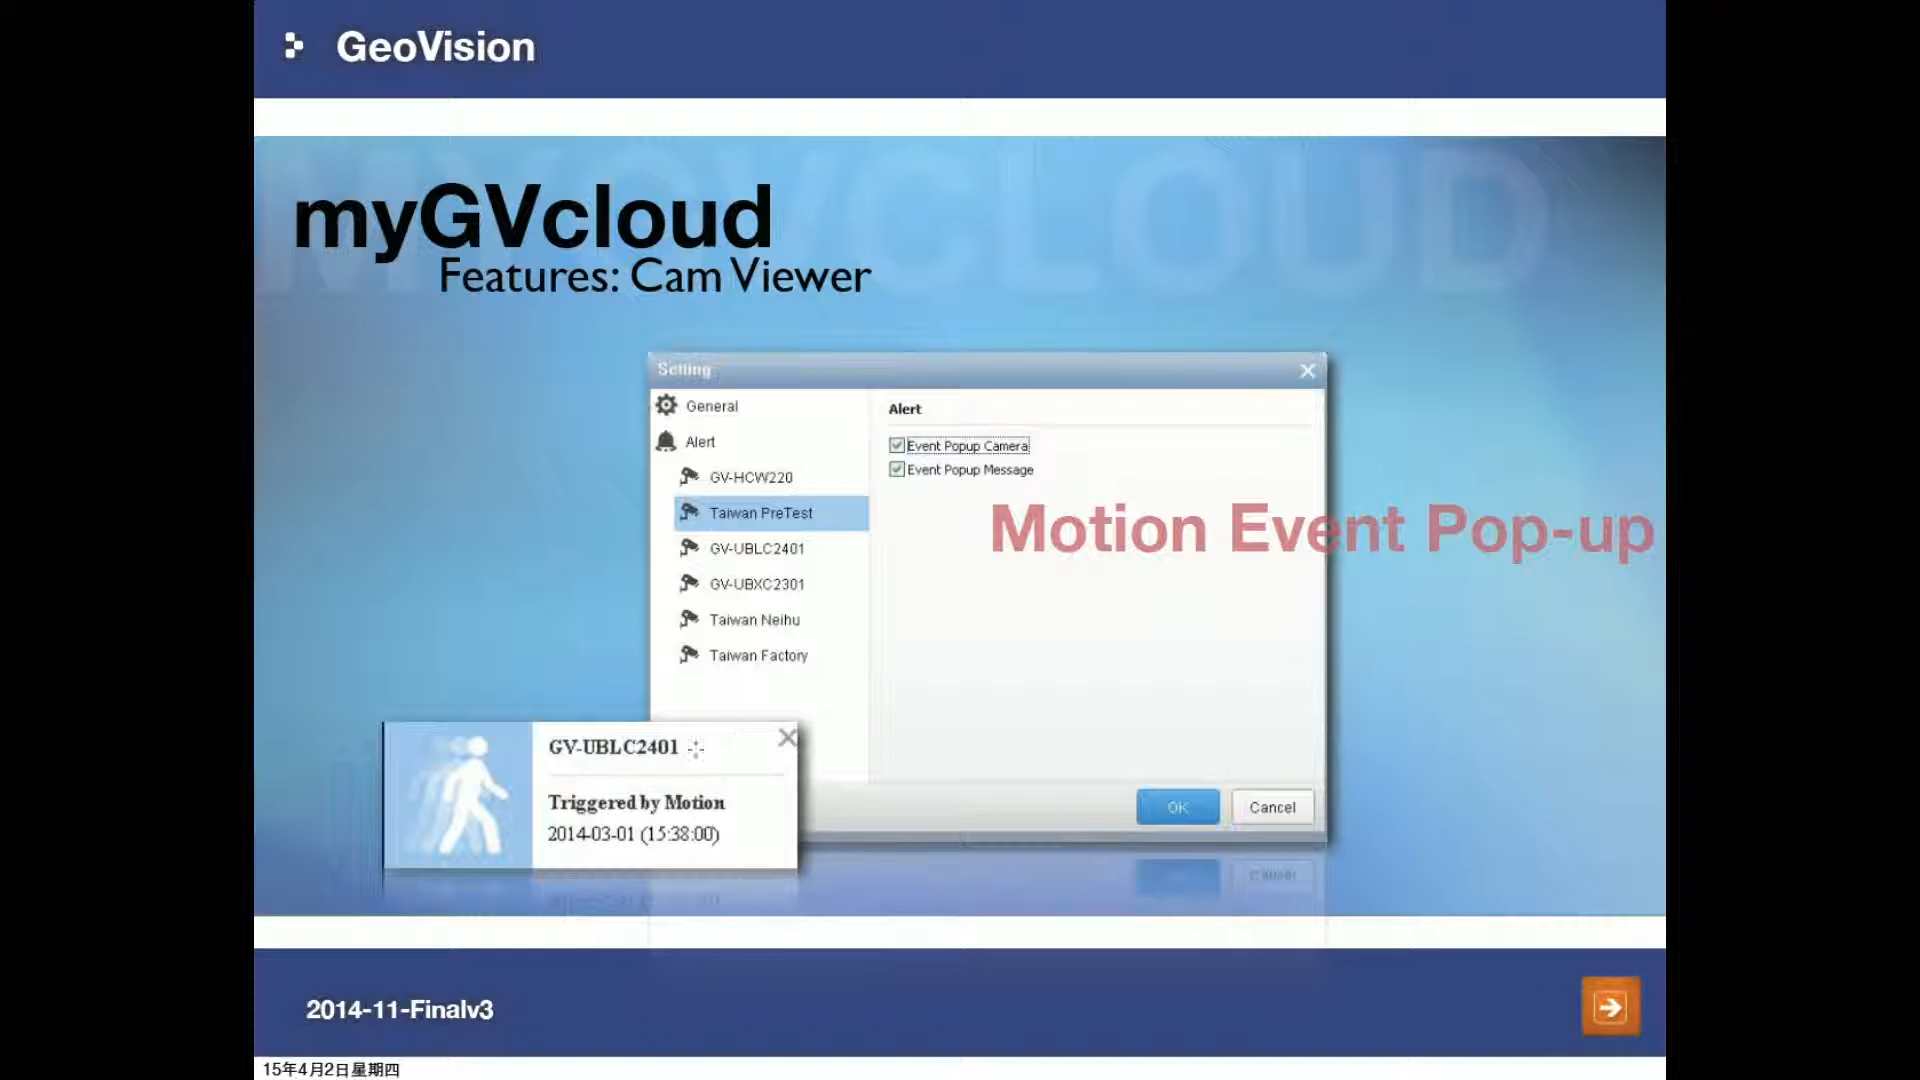 GeoVision
MYGVCLOUD
myGVcloud
Features: Cam Viewer
Setting
General
Alert
GV-HCW220
Taiwan PreTest
GV-UBLC2401
GV-UBXC2301
Taiwan Neihu
Taiwan Factory
Alert
Event Popup Camera
Event Popup Message
Motion Event Pop-up
GV-UBLC2401
Triggered by Motion
2014-03-01 (15:38:00)
OK
Cancel
2014-11-Finalv3
15年4月2日星期四